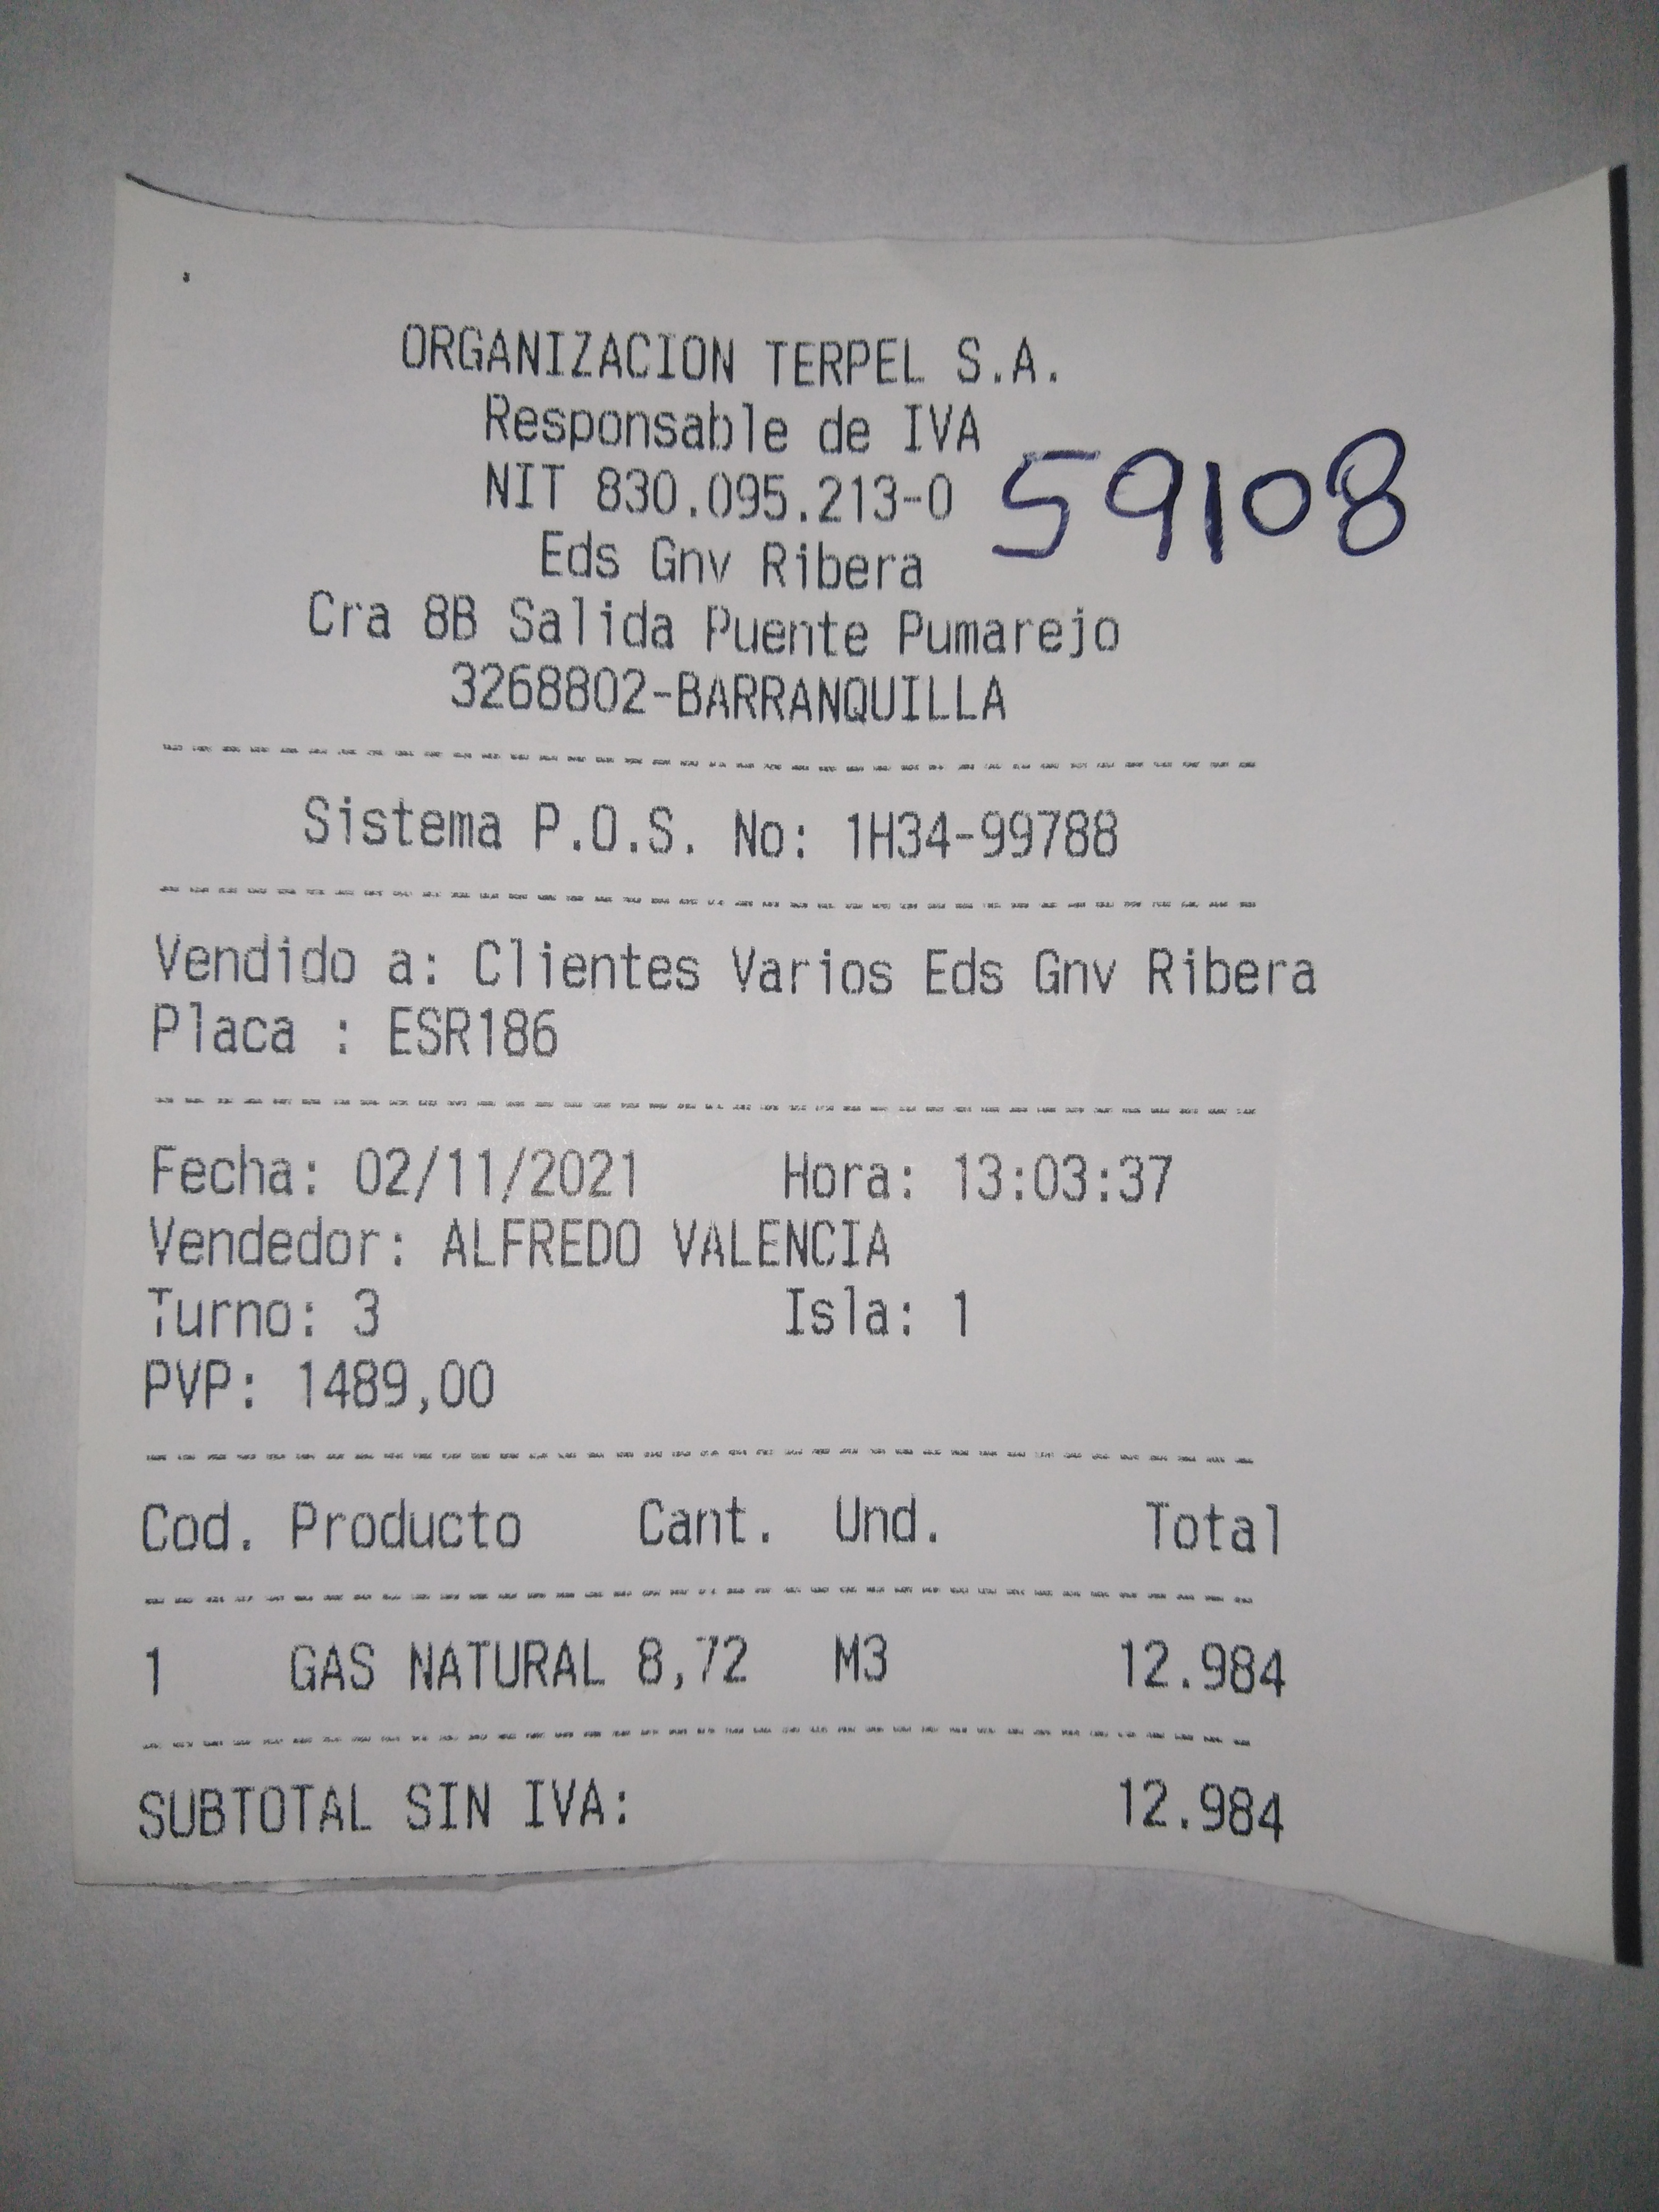 ORGANIZACION TERPEL S.A.
Responsable de IVA
NIT 830.095.213-0
59108
Eds Gnv Ribera
Cra 8B Salida Puente Pumarejo
3268802-BARRANQUILLA
Sistema P.O.S. No: 1H34-99788
Vendido a: Clientes Varios Eds Gnv Ribera
Placa : ESR186
Fecha: 02/11/2021 Hora: 13:03:37
Vendedor: ALFREDO VALENCIA
Turno: 3 Isla: 1
PVP: 1489,00
Cod. Producto Cant. Und. Total
1 GAS NATURAL 8,72 M3 12.984
SUBTOTAL SIN IVA: 12.984